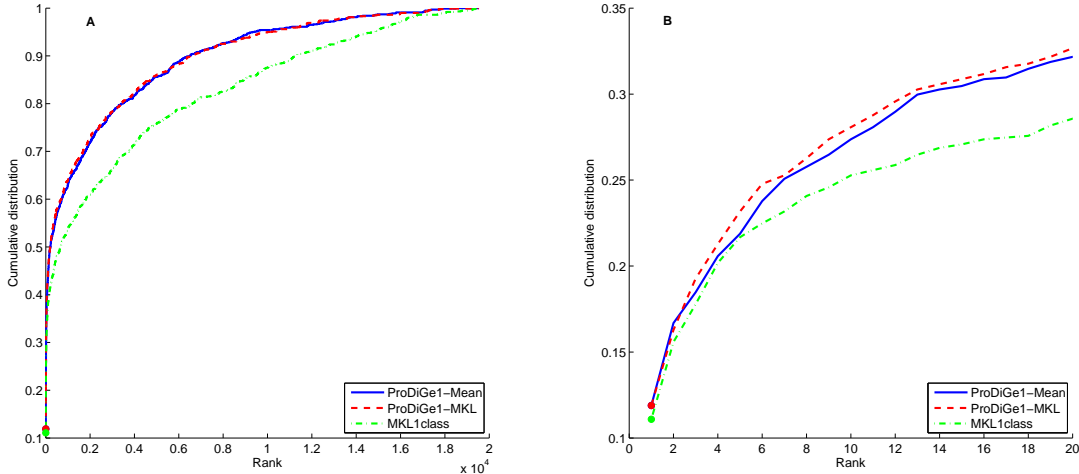 A
Cumulative distribution
1
0.9
0.8
0.7
0.6
0.5
0.4
0.3
0.2
0.1
0 0.2 0.4 0.6 0.8 1 1.2 1.4 1.6 1.8 2
x 10^4
Rank
ProDiGe1−Mean
ProDiGe1−MKL
MKL1class
B
Cumulative distribution
0.35
0.3
0.25
0.2
0.15
0.1
0 2 4 6 8 10 12 14 16 18 20
Rank
ProDiGe1−Mean
ProDiGe1−MKL
MKL1class